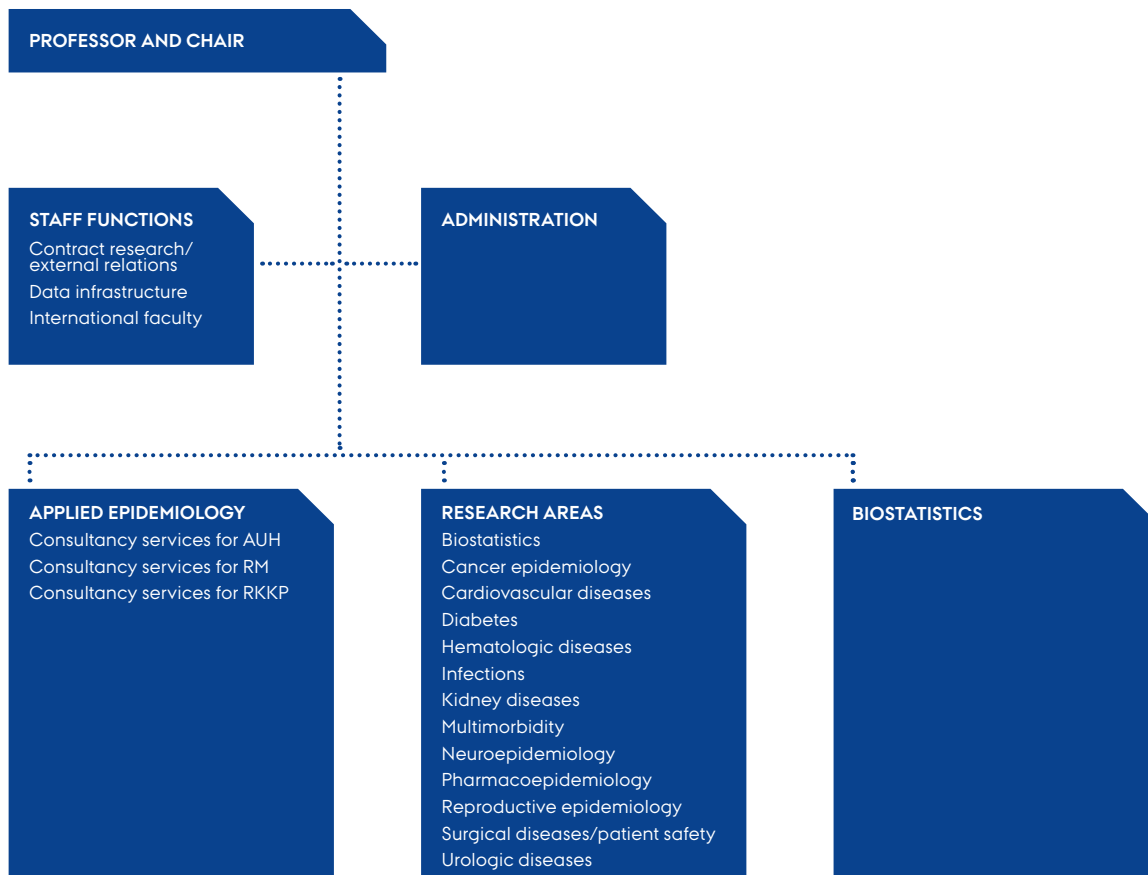 PROFESSOR AND CHAIR
STAFF FUNCTIONS
Contract research/
external relations
Data infrastructure
International faculty
ADMINISTRATION
APPLIED EPIDEMIOLOGY
Consultancy services for AUH
Consultancy services for RM
Consultancy services for RKKP
RESEARCH AREAS
Biostatistics
Cancer epidemiology
Cardiovascular diseases
Diabetes
Hematologic diseases
Infections
Kidney diseases
Multimorbidity
Neuroepidemiology
Pharmacoepidemiology
Reproductive epidemiology
Surgical diseases/patient safety
Urologic diseases
BIOSTATISTICS